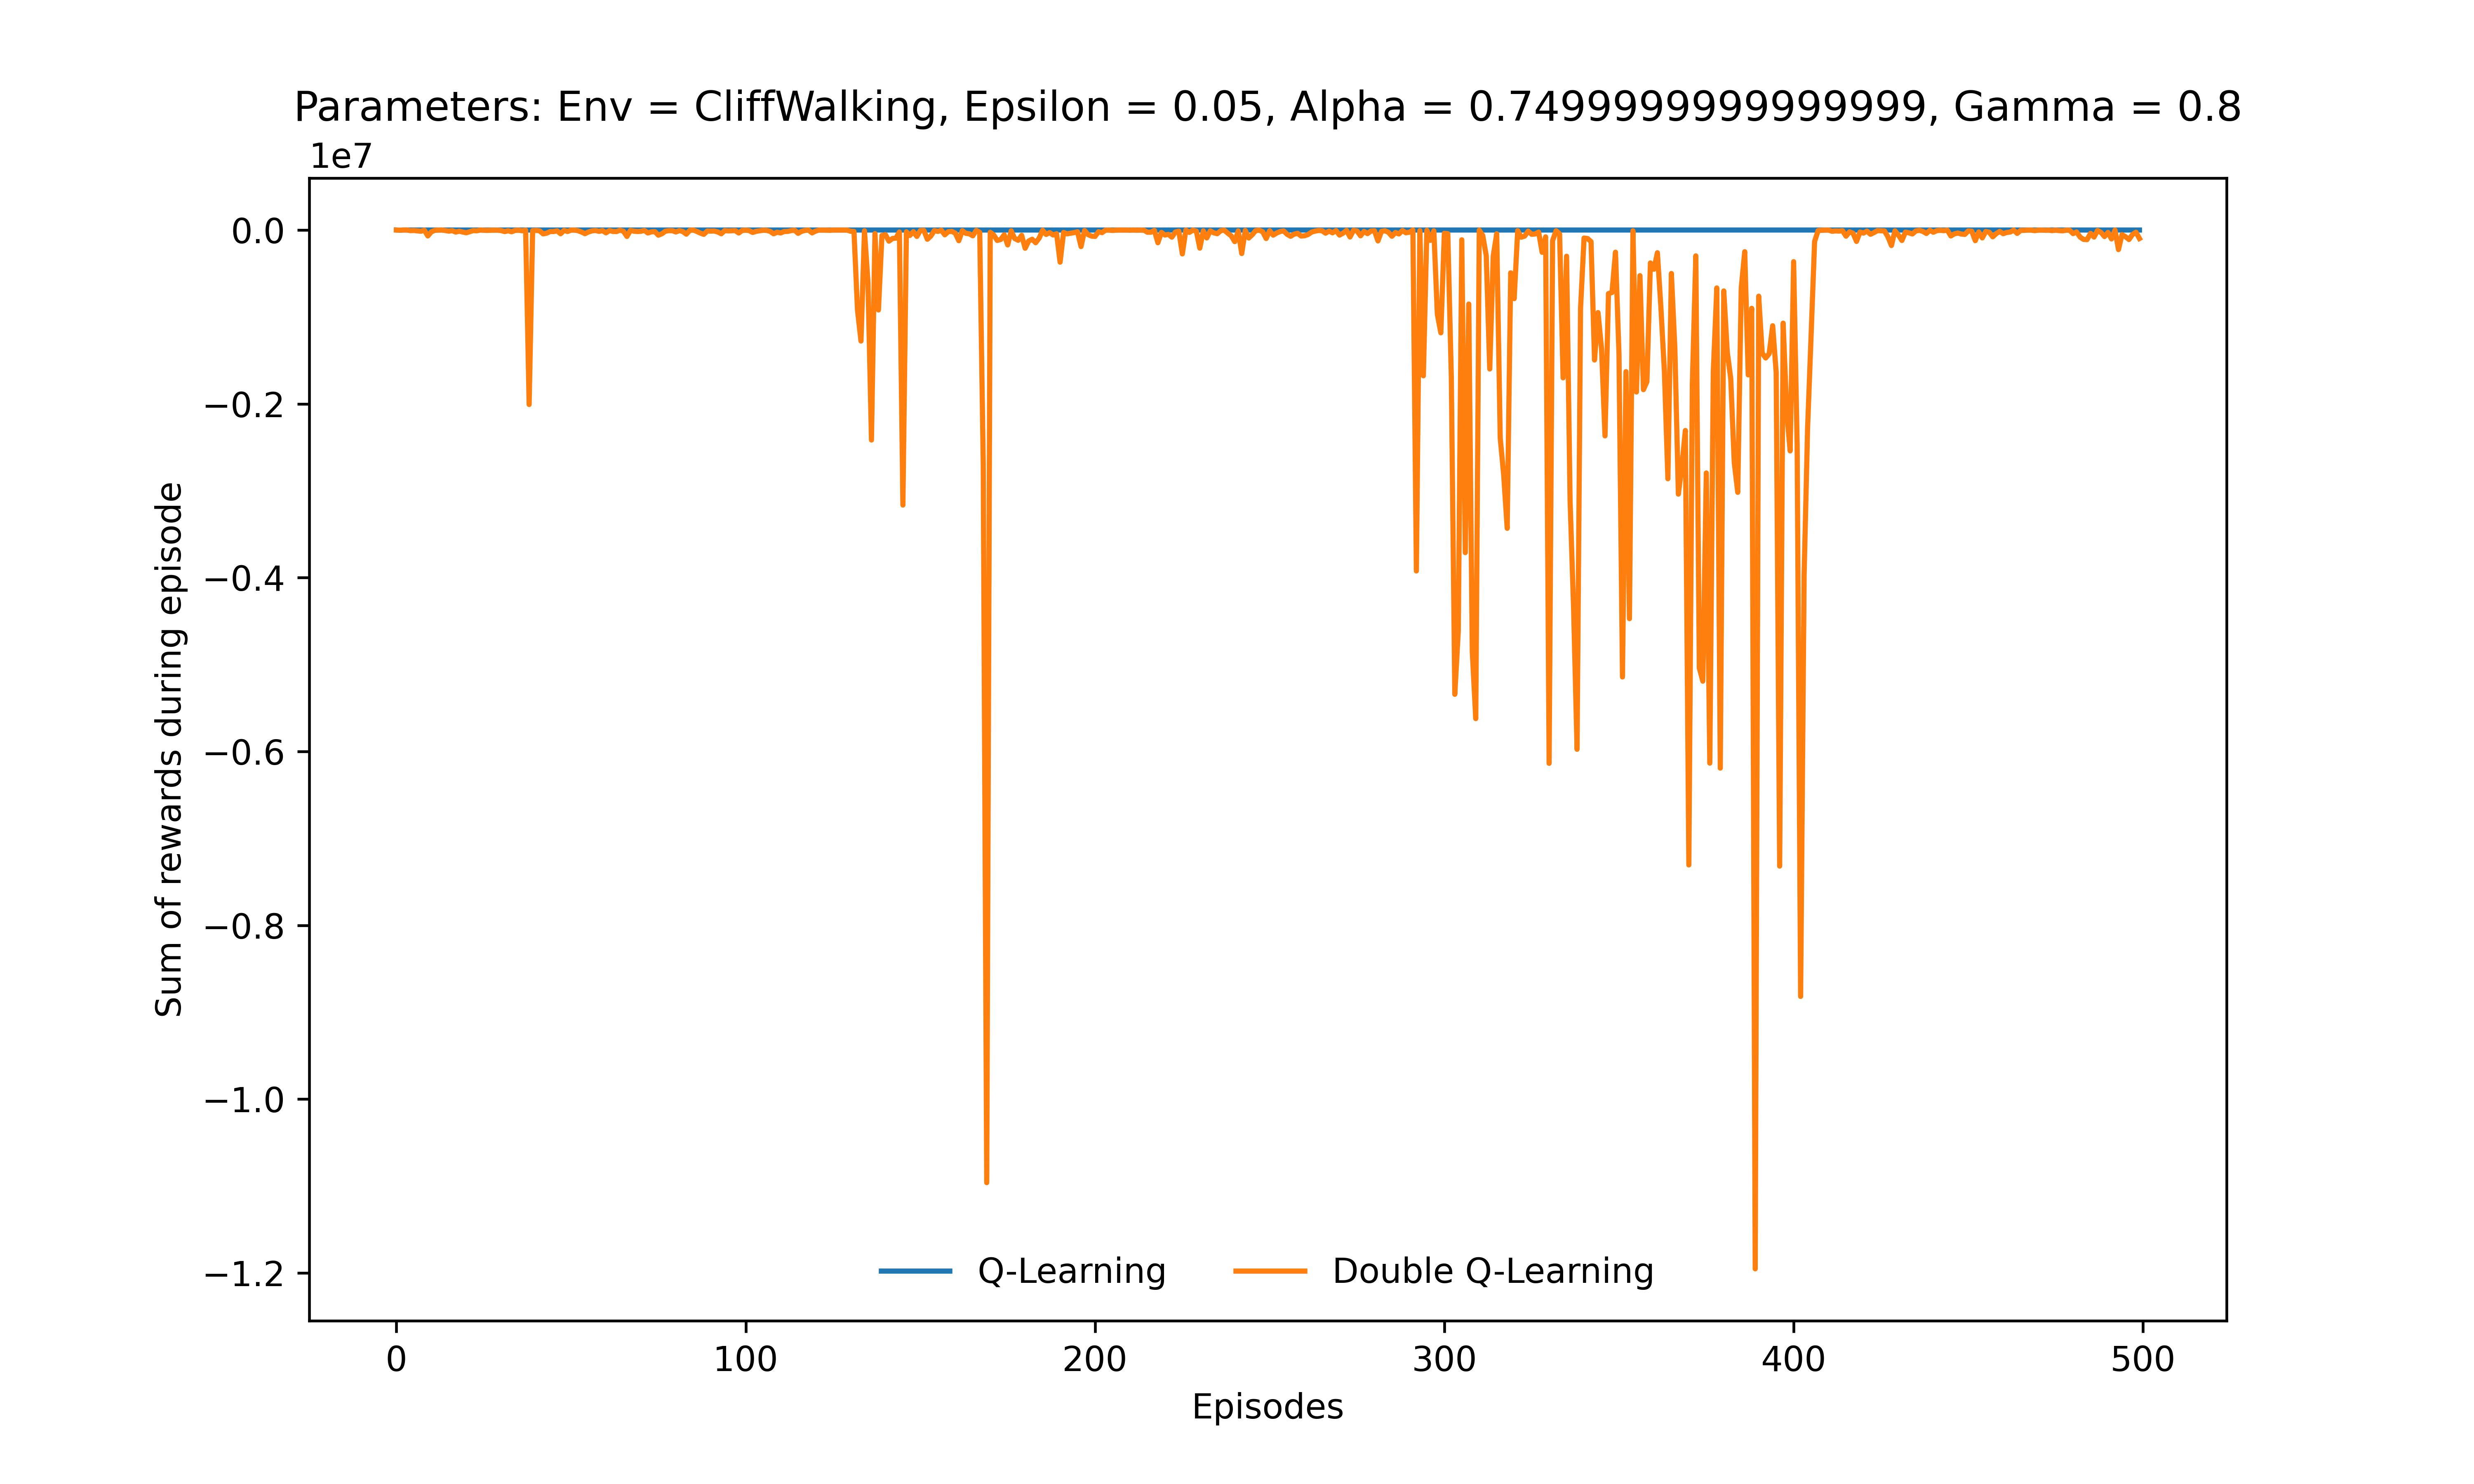 Parameters: Env = CliffWalking, Epsilon = 0.05, Alpha = 0.7499999999999999, Gamma = 0.8
1e7
0.0
−0.2
−0.4
−0.6
−0.8
−1.0
−1.2
Sum of rewards during episode
Q-Learning Double Q-Learning
0 100 200 300 400 500
Episodes